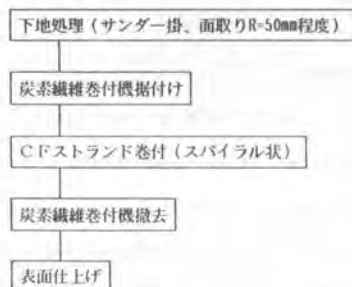 下地処理（サンダー掛、面取りR=50㎜程度）
炭素繊維巻付機据付け
ＣＦストランド巻付（スパイラル状）
炭素繊維巻付機撤去
表面仕上げ